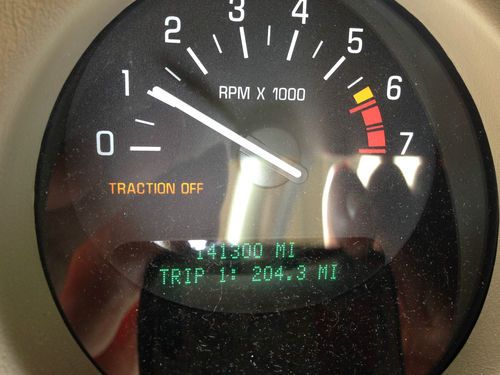 0 1 2 3 4 5 6 7
RPM X 1000
TRACTION OFF
141300 MI
TRIP 1: 204.3 MI